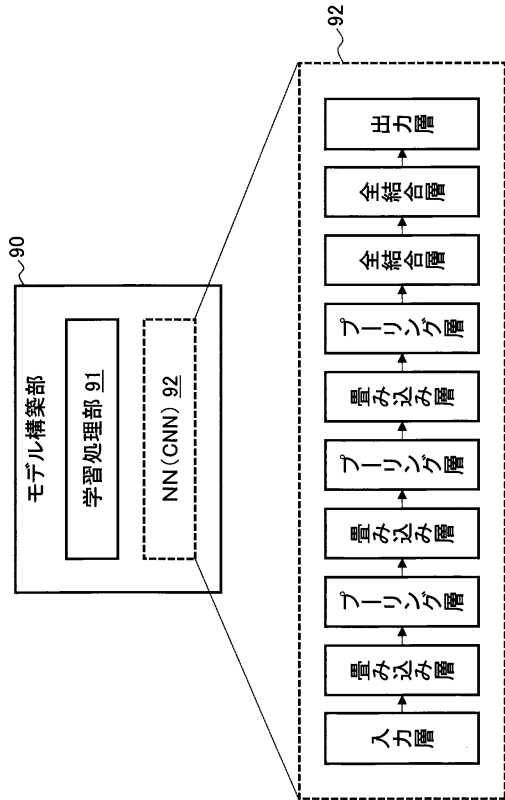 90
モデル構築部
学習処理部 91
NN(CNN) 92
92
入力層
畳み込み層
プーリング層
畳み込み層
プーリング層
畳み込み層
プーリング層
全結合層
全結合層
出力層